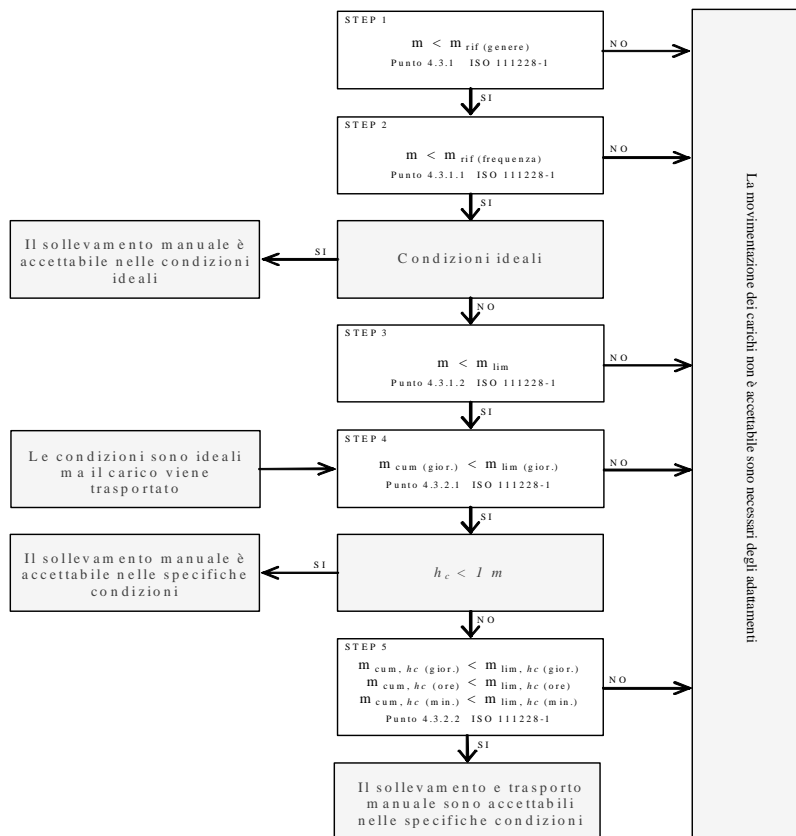 STEP 1
m < m rif (genere)
Punto 4.3.1 ISO 111228-1
NO
SI
STEP 2
m < m rif (frequenza)
Punto 4.3.1.1 ISO 111228-1
NO
SI
Il sollevamento manuale è
accettabile nelle condizioni
ideali
SI
Condizioni ideali
NO
STEP 3
m < m lim
Punto 4.3.1.2 ISO 111228-1
NO
SI
Le condizioni sono ideali
ma il carico viene
trasportato
STEP 4
m cum (gior.) < m lim (gior.)
Punto 4.3.2.1 ISO 111228-1
NO
SI
Il sollevamento manuale è
accettabile nelle specifiche
condizioni
SI
h c < 1 m
NO
STEP 5
m cum, hc (gior.) < m lim, hc (gior.)
m cum, hc (ore) < m lim, hc (ore)
m cum, hc (min.) < m lim, hc (min.)
Punto 4.3.2.2 ISO 111228-1
NO
SI
Il sollevamento e trasporto
manuale sono accettabili
nelle specifiche condizioni
La movimentazione dei carichi non è accettabile sono necessari degli adattamenti